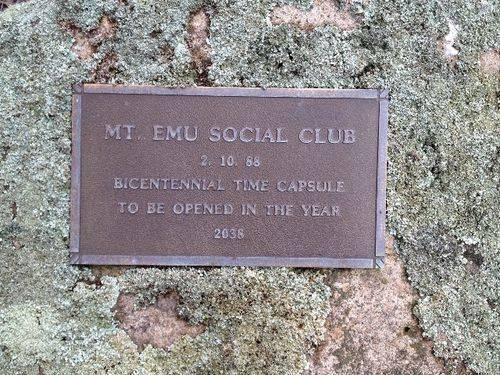 MT. EMU SOCIAL CLUB
2. 10. 88
BICENTENNIAL TIME CAPSULE
TO BE OPENED IN THE YEAR
2038